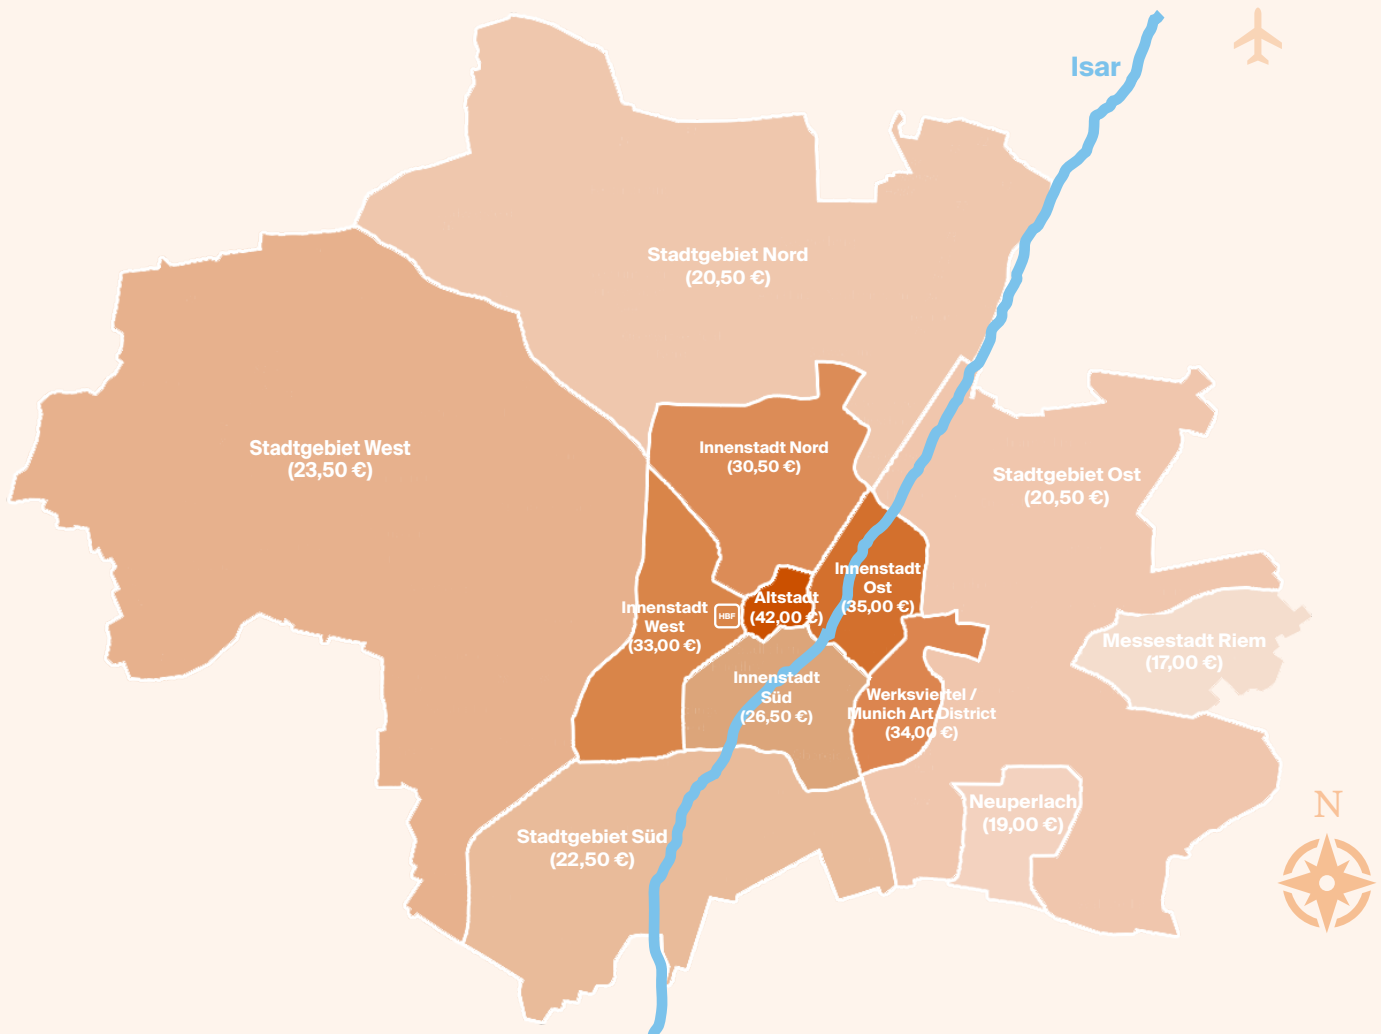 Isar
Stadtgebiet Nord
(20,50 €)
Stadtgebiet West
(23,50 €)
Innenstadt Nord
(30,50 €)
Stadtgebiet Ost
(20,50 €)
Innenstadt
Ost
(35,00 €)
Altstadt
(42,00 €)
HBF
Innenstadt
West
(33,00 €)
Messestadt Riem
(17,00 €)
Innenstadt
Süd
(26,50 €)
Werksviertel /
Munich Art District
(34,00 €)
Neuperlach
(19,00 €)
Stadtgebiet Süd
(22,50 €)
N